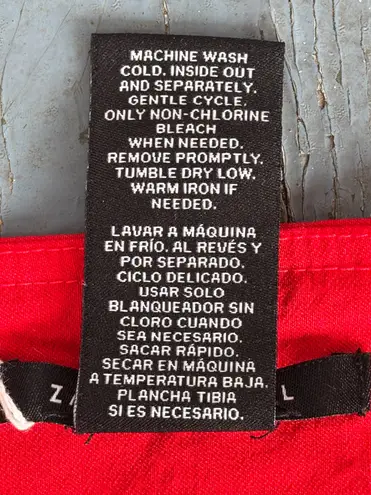 MACHINE WASH
COLD. INSIDE OUT
AND SEPARATELY.
GENTLE CYCLE.
ONLY NON-CHLORINE
BLEACH
WHEN NEEDED.
REMOVE PROMPTLY.
TUMBLE DRY LOW.
WARM IRON IF
NEEDED.
LAVAR A MÁQUINA
EN FRÍO. AL REVÉS Y
POR SEPARADO.
CICLO DELICADO.
USAR SOLO
BLANQUEADOR SIN
CLORO CUANDO
SEA NECESARIO.
SACAR RÁPIDO.
SECAR EN MÁQUINA
A TEMPERATURA BAJA.
PLANCHA TIBIA
SI ES NECESARIO.
L